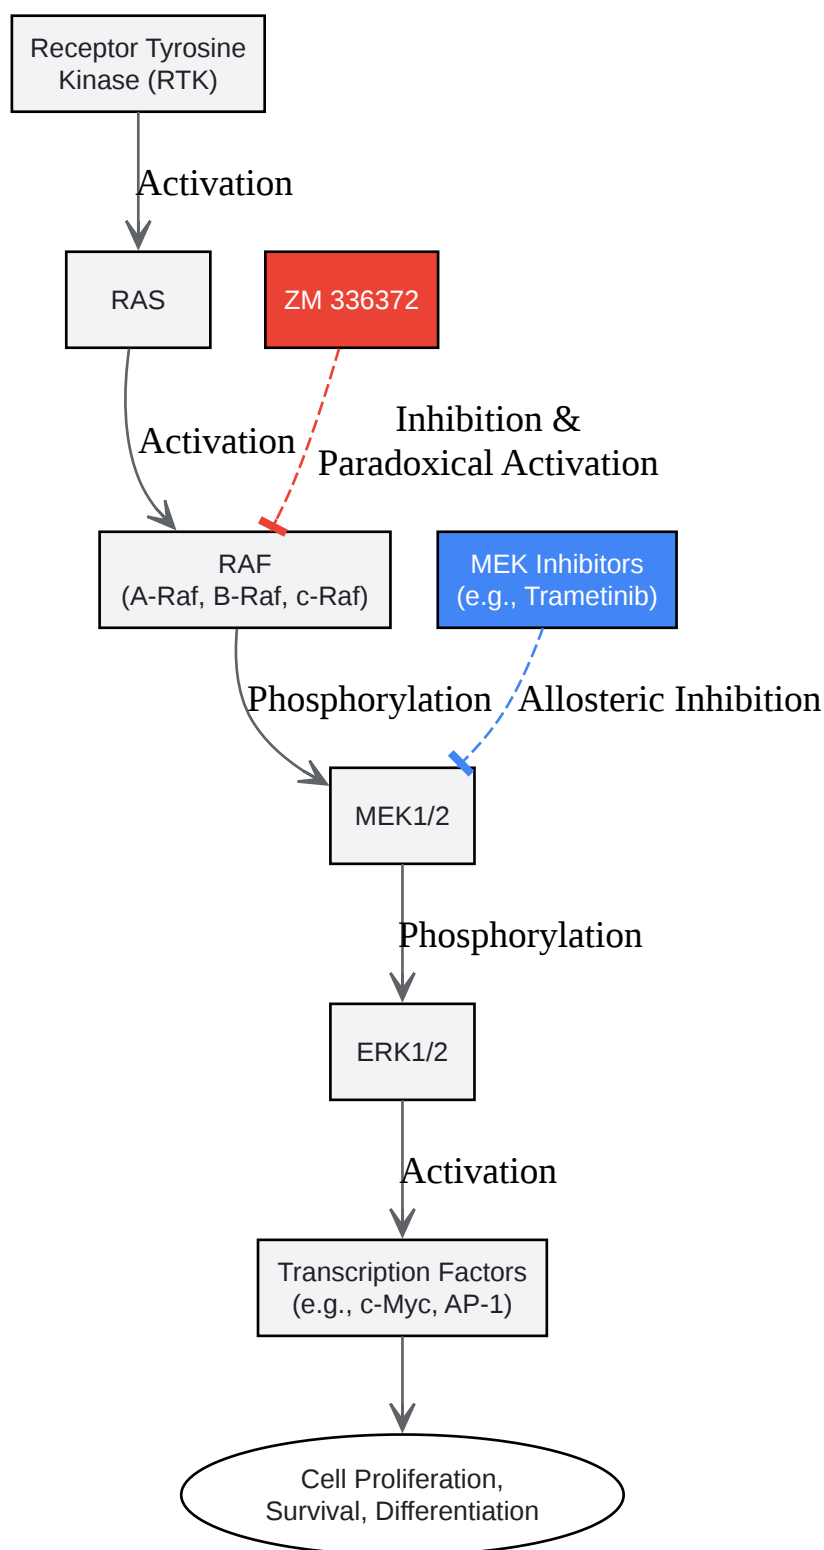 Receptor Tyrosine
Kinase (RTK)
Activation
RAS
ZM 336372
Activation
Inhibition &
Paradoxical Activation
RAF
(A-Raf, B-Raf, c-Raf)
MEK Inhibitors
(e.g., Trametinib)
Phosphorylation
Allosteric Inhibition
MEK1/2
Phosphorylation
ERK1/2
Activation
Transcription Factors
(e.g., c-Myc, AP-1)
Cell Proliferation,
Survival, Differentiation